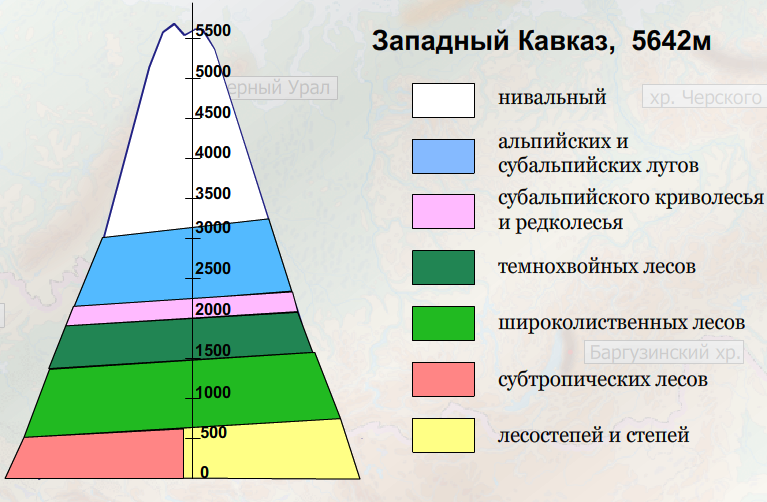 Западный Кавказ, 5642м
5500
5000
4500
4000
3500
3000
2500
2000
1500
1000
500
0
ерный Урал
хр. Черского
Баргузинский хр.
нивальный
альпийских и
субальпийских лугов
субальпийского криволесья
и редколесья
темнохвойных лесов
широколиственных лесов
субтропических лесов
лесостепей и степей